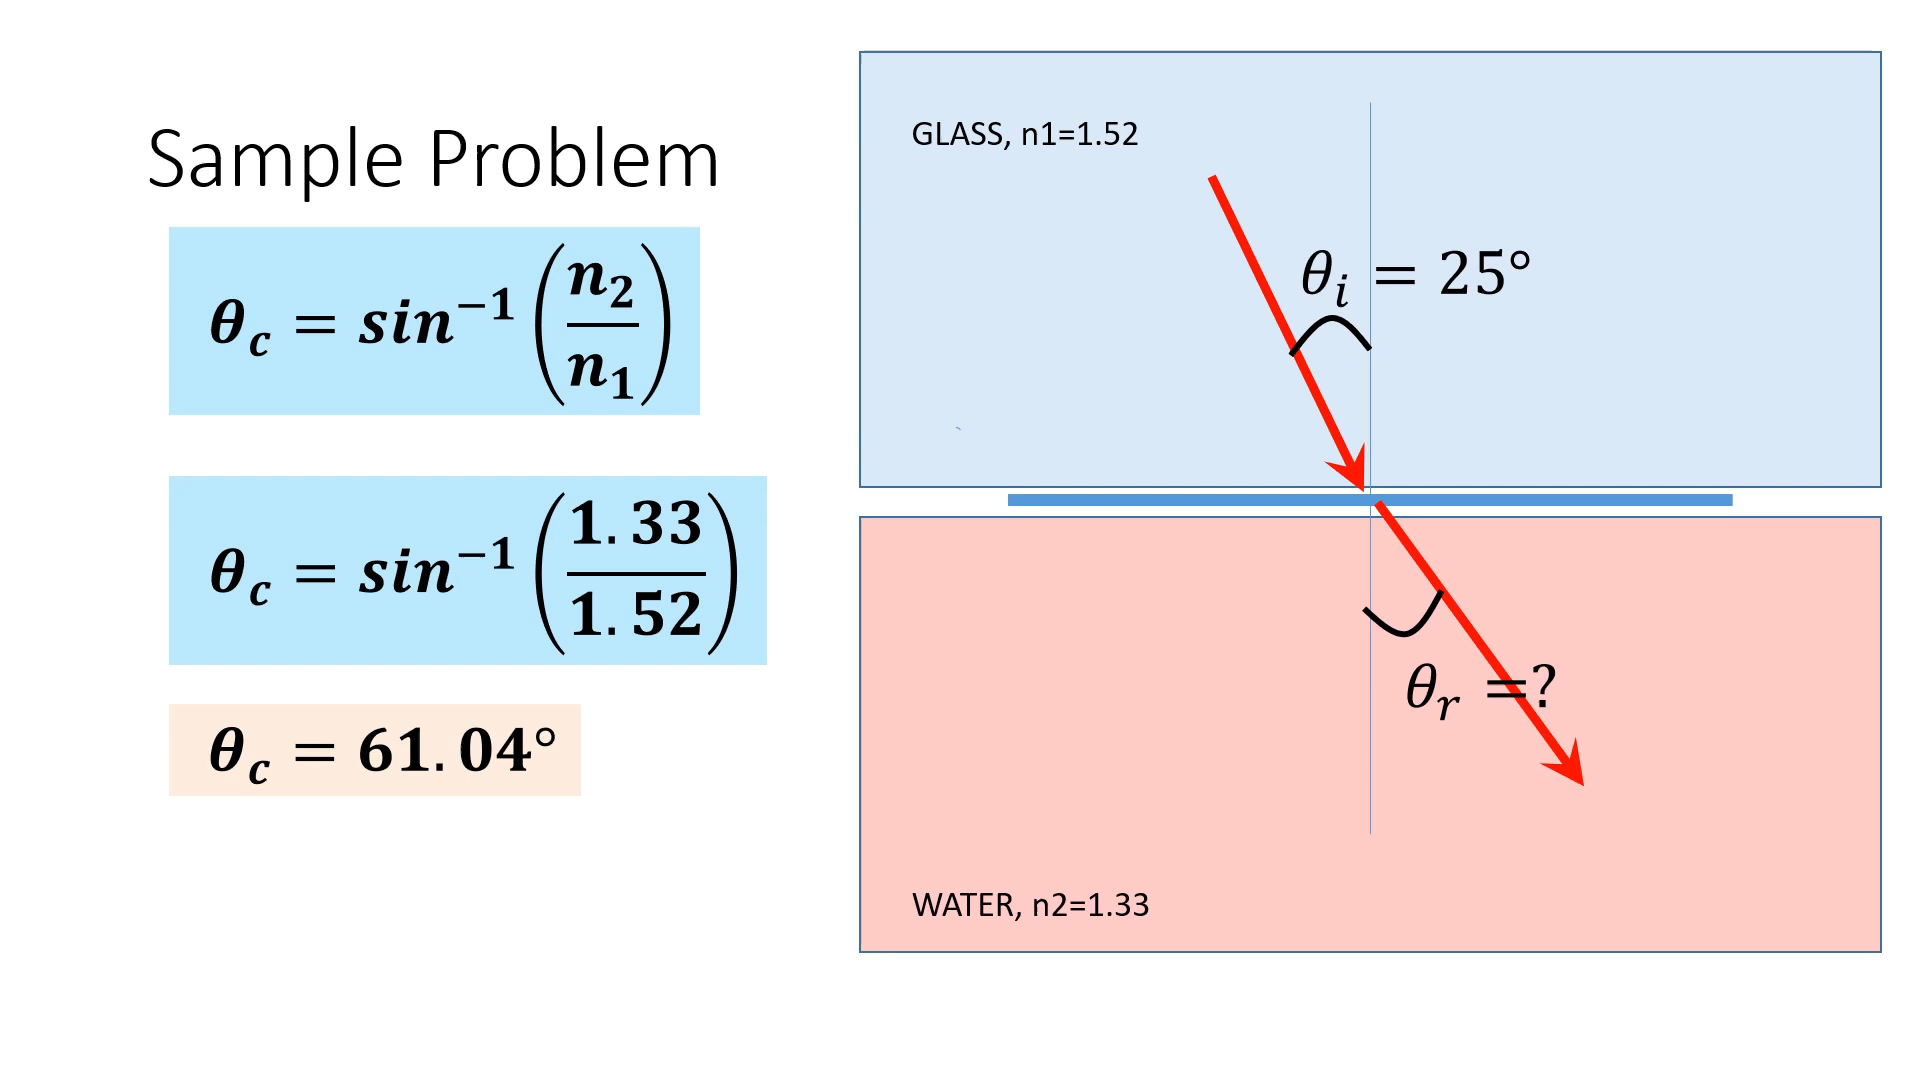 Sample Problem
θc = sin−1 (n2/n1)
θc = sin−1 (1.33/1.52)
θc = 61.04°
GLASS, n1=1.52
θi = 25°
θr =?
WATER, n2=1.33